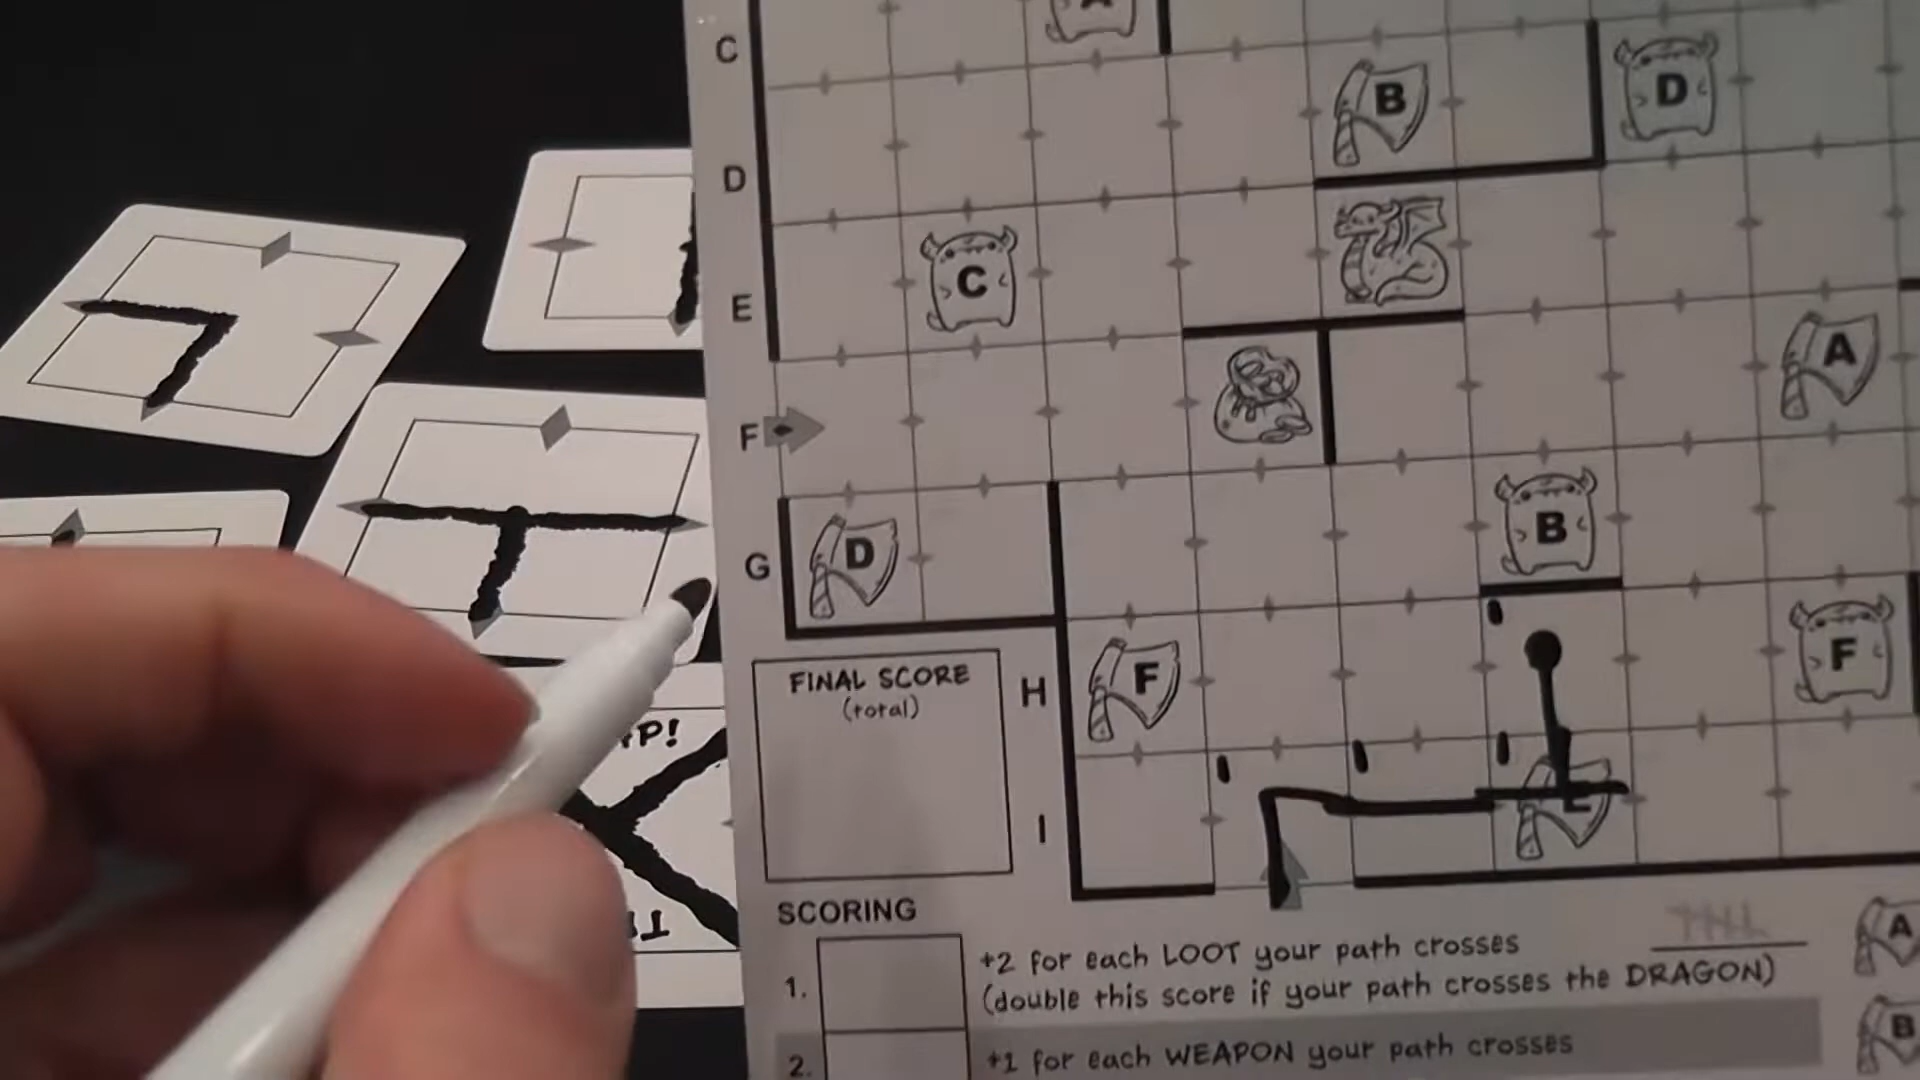 A
C
B
D
D
C
E
A
F
B
D
G
F
H
F
FINAL SCORE
(total)
P!
I
SCORING
1.
+2 for each LOOT your path crosses
(double this score if your path crosses the DRAGON)
A
2.
+1 for each WEAPON your path crosses
B